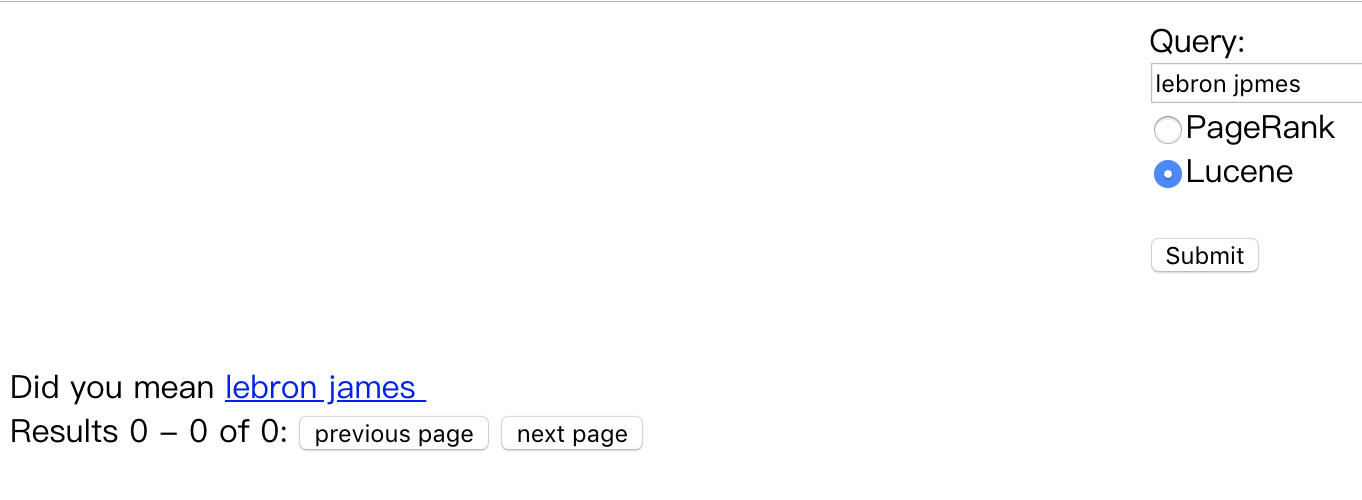 Query:
lebron jpmes
PageRank
Lucene
Submit
Did you mean lebron james
Results 0 – 0 of 0: previous page next page